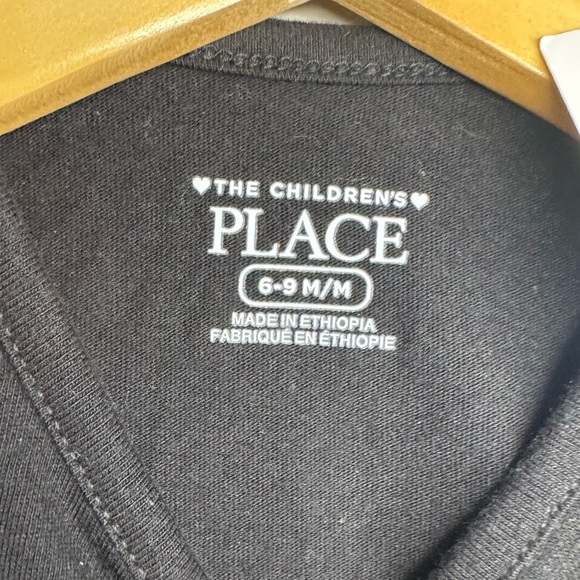 ♥THE CHILDREN'S♥
PLACE
6-9 M/M
MADE IN ETHIOPIA
FABRIQUÉ EN ÉTHIOPIE